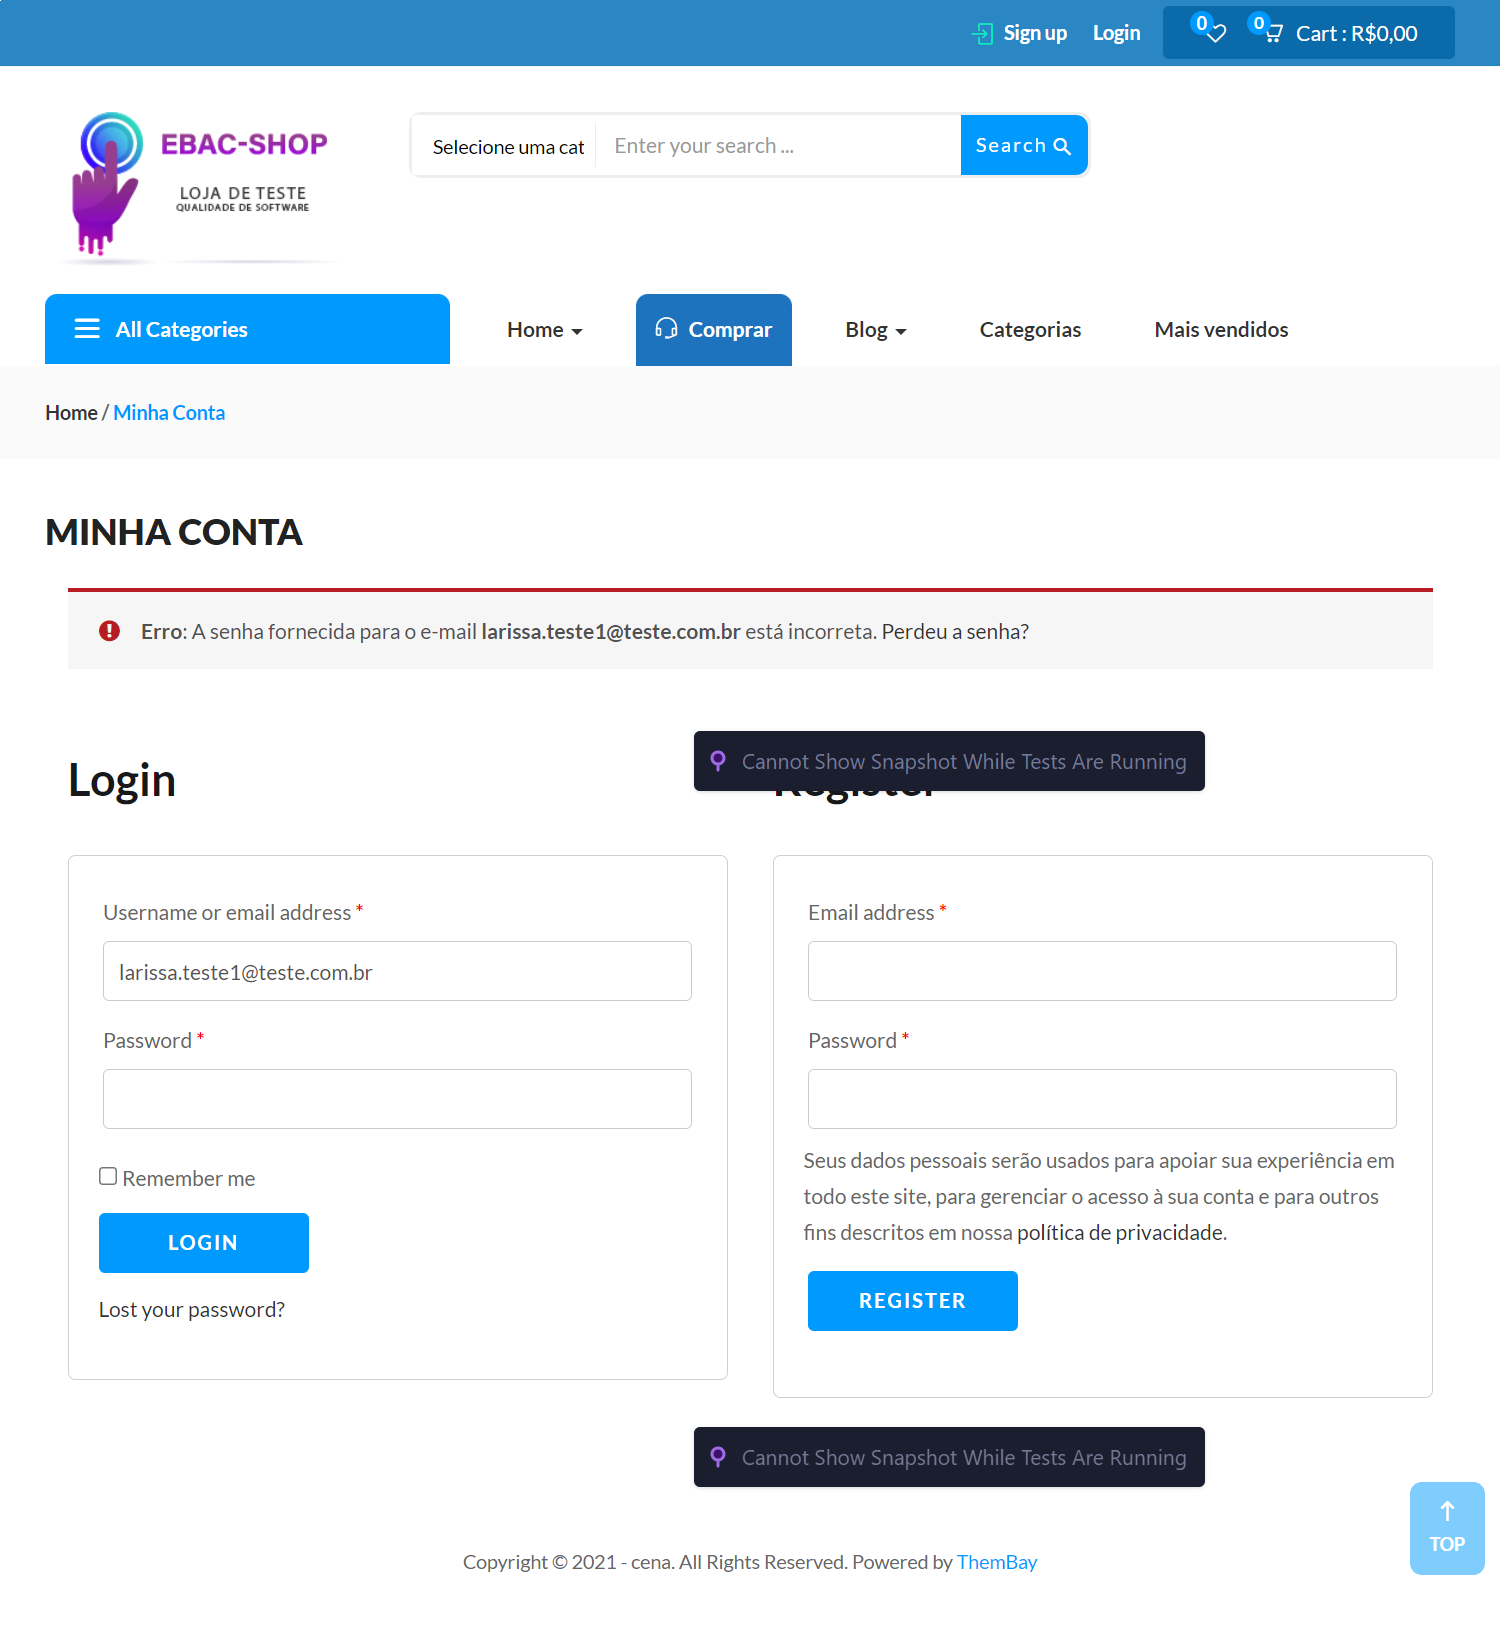 Sign up Login 0 0 Cart : R$0,00
EBAC-SHOP
LOJA DE TESTE
QUALIDADE DE SOFTWARE
Selecione uma cat Enter your search ... Search
All Categories Home Comprar Blog Categorias Mais vendidos
Home / Minha Conta
MINHA CONTA
Erro: A senha fornecida para o e-mail larissa.teste1@teste.com.br está incorreta. Perdeu a senha?
Cannot Show Snapshot While Tests Are Running
Login Register
Username or email address *
larissa.teste1@teste.com.br
Password *
Remember me
LOGIN
Lost your password?
Email address *
Password *
Seus dados pessoais serão usados para apoiar sua experiência em
todo este site, para gerenciar o acesso à sua conta e para outros
fins descritos em nossa política de privacidade.
REGISTER
Cannot Show Snapshot While Tests Are Running
TOP
Copyright © 2021 - cena. All Rights Reserved. Powered by ThemBay